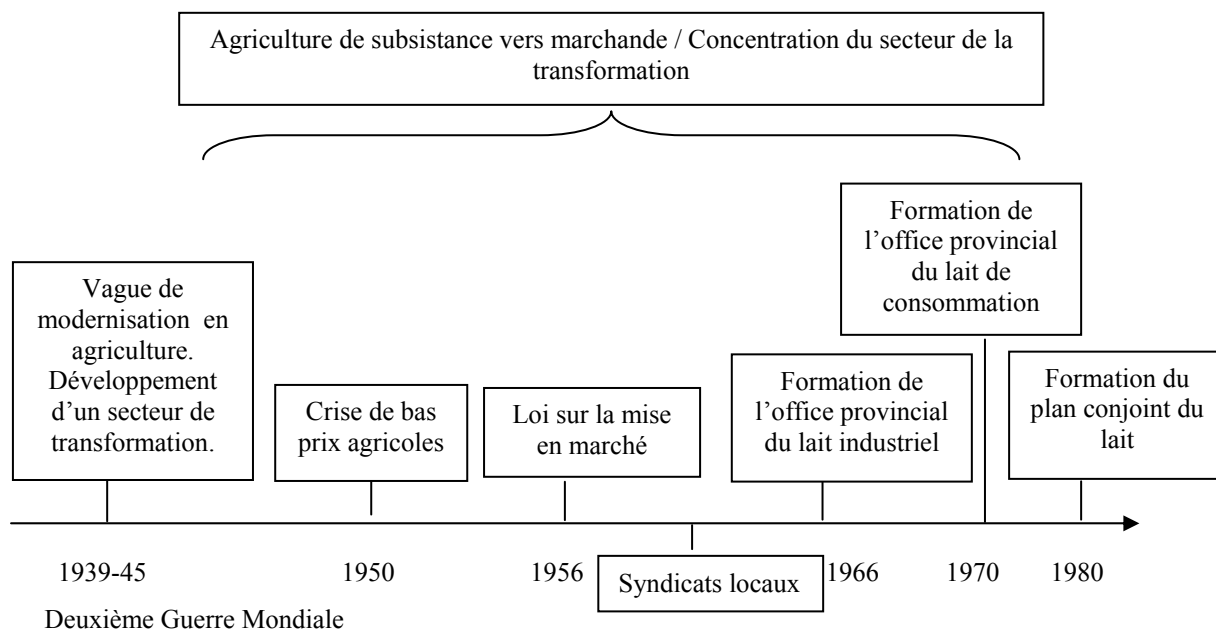 Agriculture de subsistance vers marchande / Concentration du secteur de la
transformation
Formation de
l’office provincial
du lait de
consommation
Vague de
modernisation en
agriculture.
Développement
d’un secteur de
transformation.
Crise de bas
prix agricoles
Loi sur la mise
en marché
Formation de
l’office provincial
du lait industriel
Formation du
plan conjoint du
lait
1939-45
1950
1956
Syndicats locaux
1966
1970
1980
Deuxième Guerre Mondiale